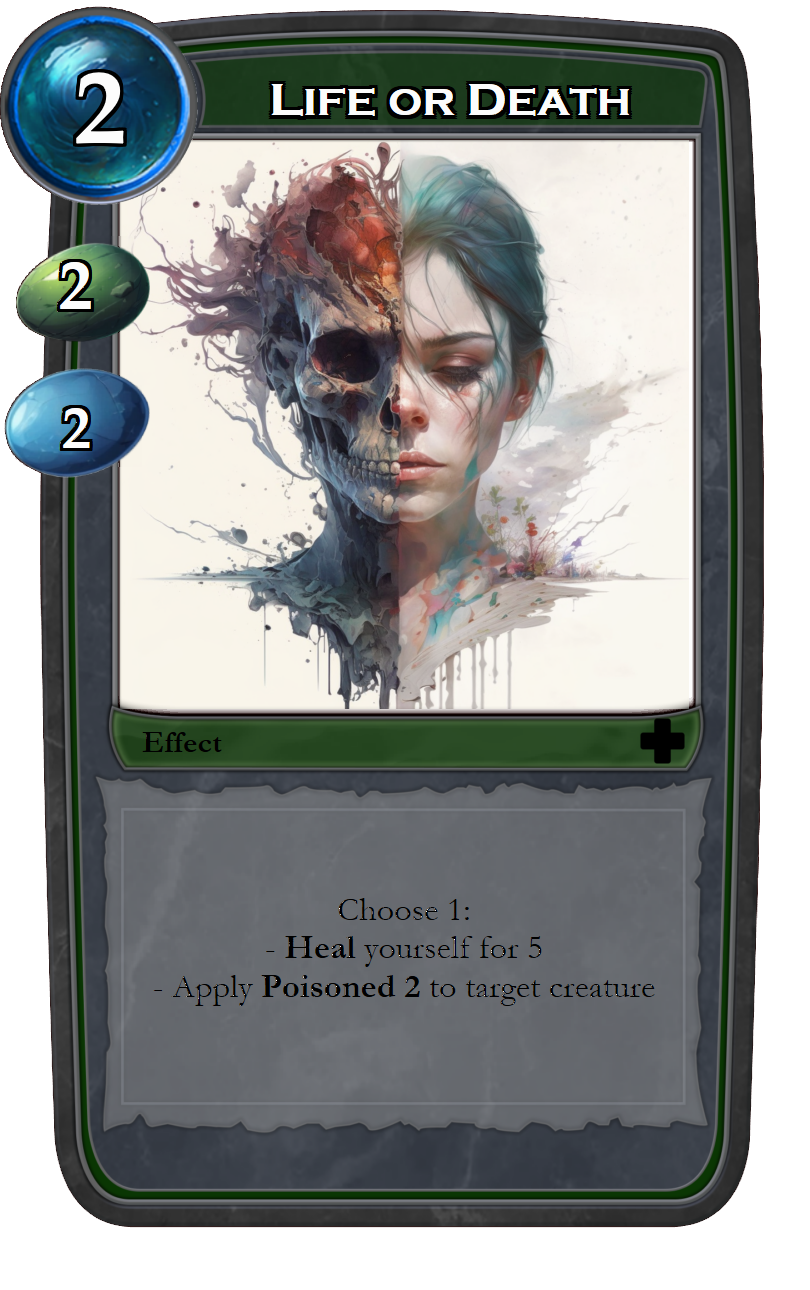 2
Life or Death
2
2
Effect
Choose 1:
- Heal yourself for 5
- Apply Poisoned 2 to target creature